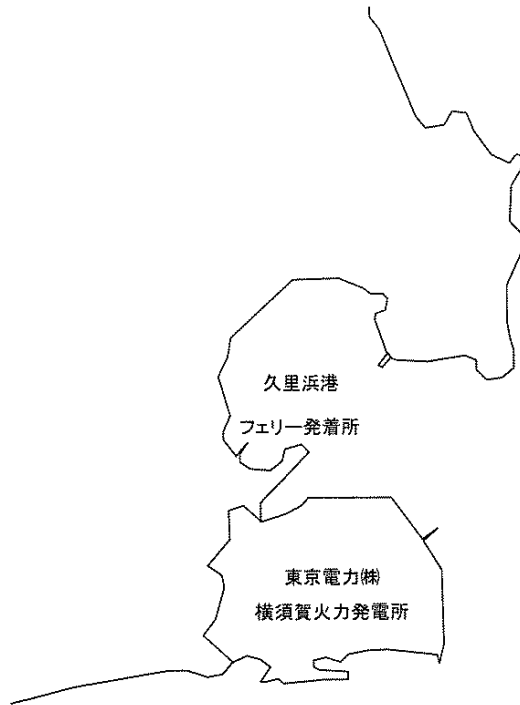 久里浜港
フェリー発着所
東京電力㈱
横須賀火力発電所